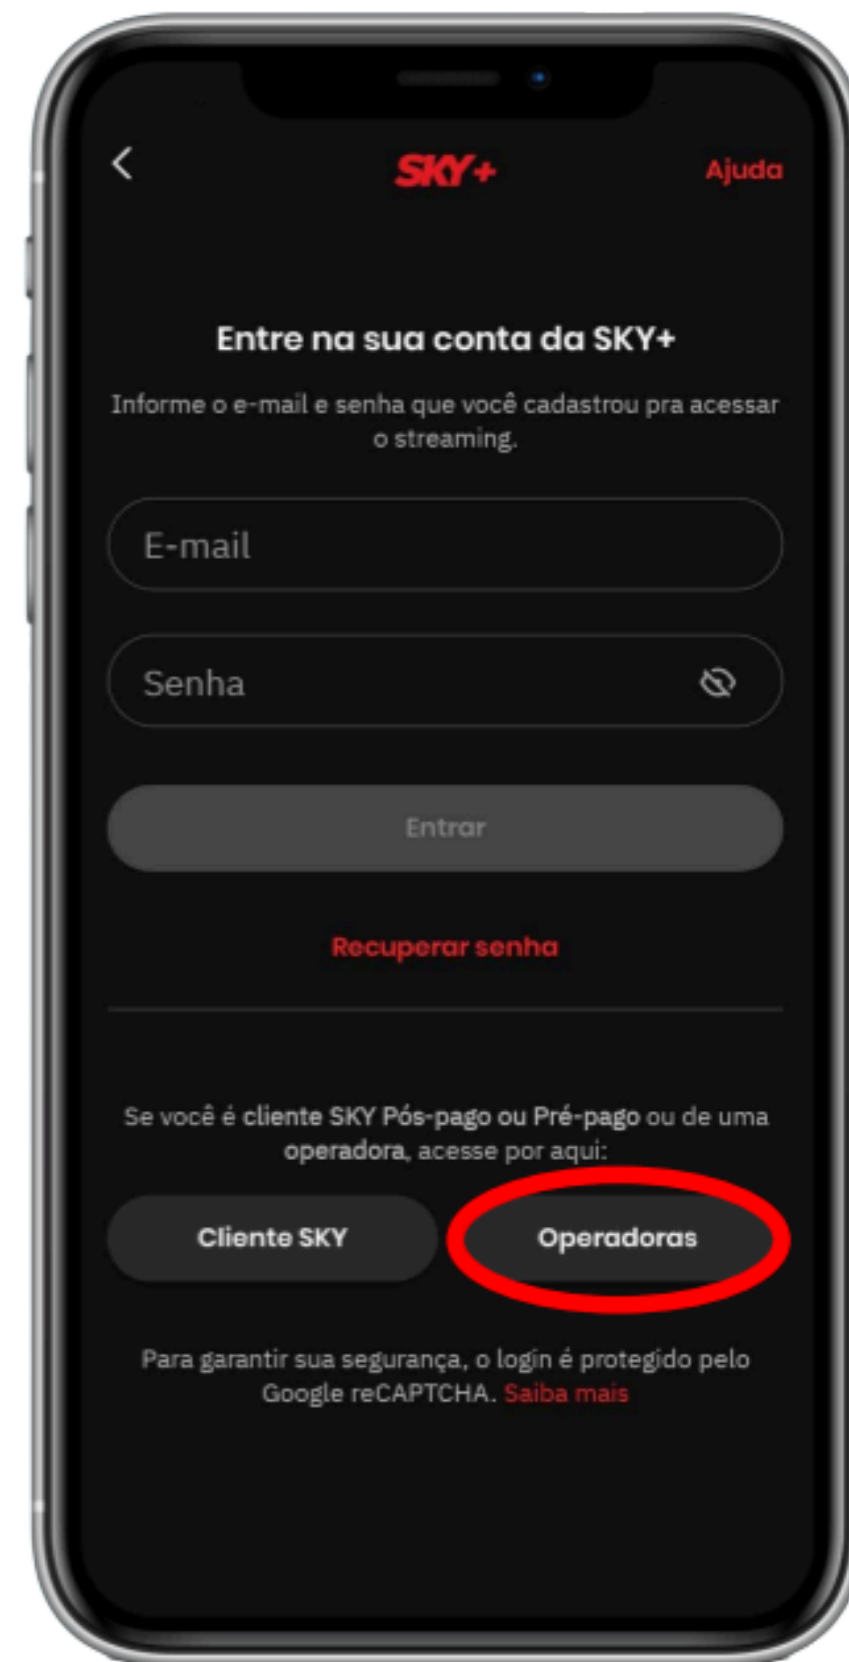 SKY+
Ajuda
Entre na sua conta da SKY+
Informe o e-mail e senha que você cadastrou pra acessar
o streaming.
E-mail
Senha
Entrar
Recuperar senha
Se você é cliente SKY Pós-pago ou Pré-pago ou de uma
operadora, acesse por aqui:
Cliente SKY
Operadoras
Para garantir sua segurança, o login é protegido pelo
Google reCAPTCHA. Saiba mais